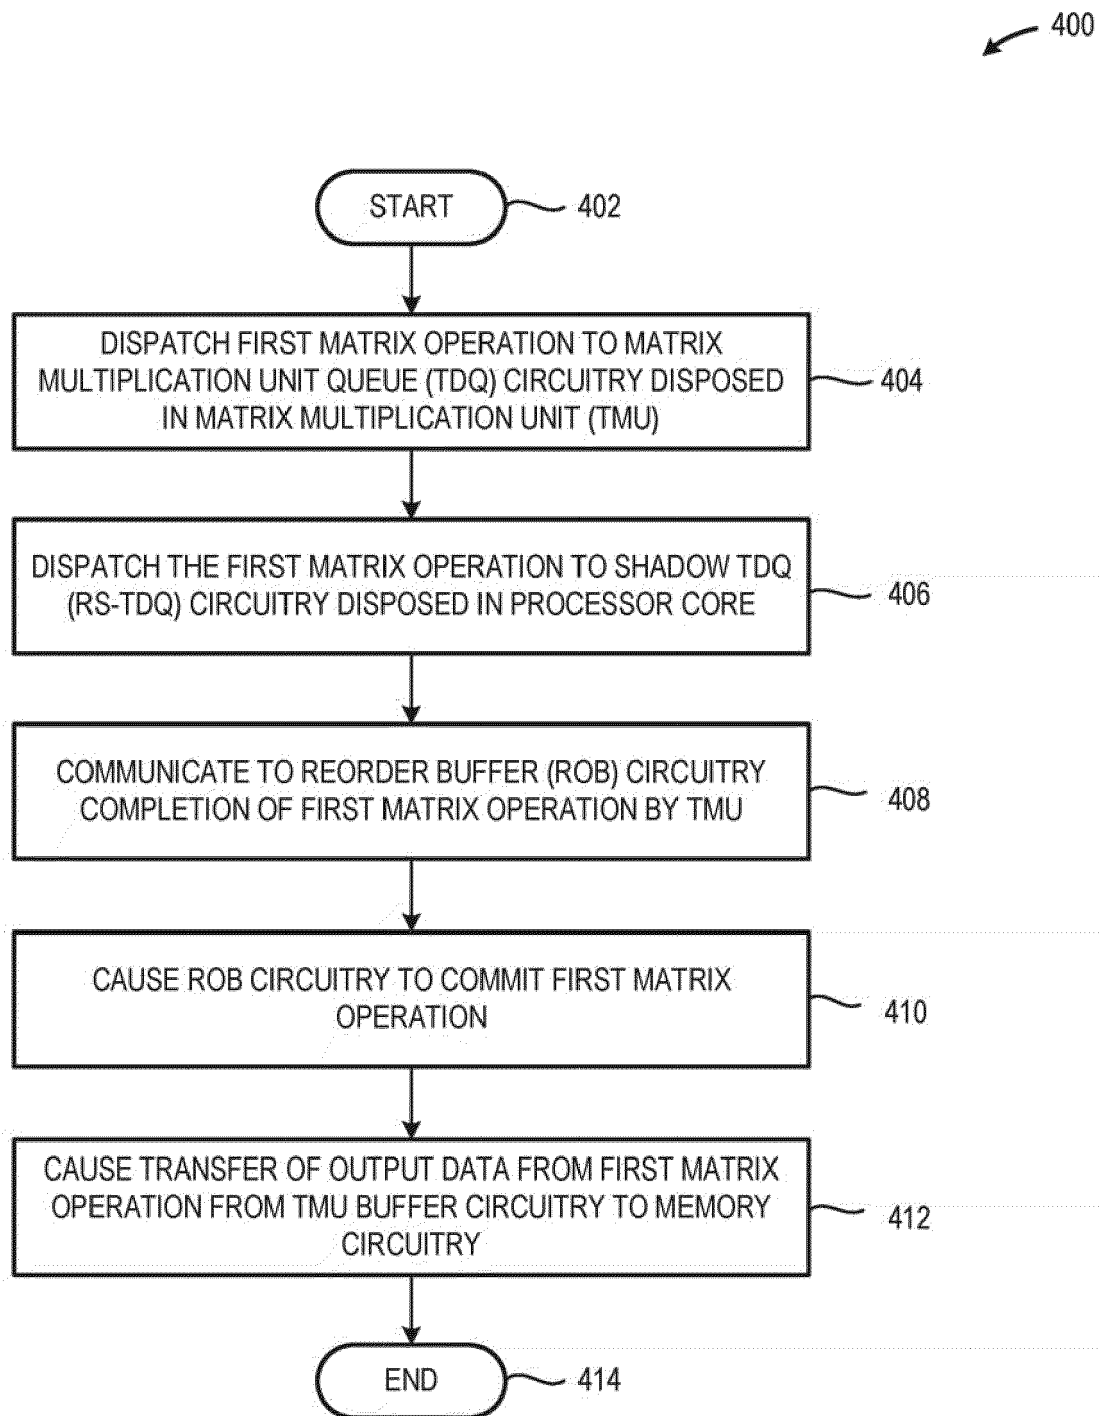 400
START
402
DISPATCH FIRST MATRIX OPERATION TO MATRIX
MULTIPLICATION UNIT QUEUE (TDQ) CIRCUITRY DISPOSED
IN MATRIX MULTIPLICATION UNIT (TMU)
404
DISPATCH THE FIRST MATRIX OPERATION TO SHADOW TDQ
(RS-TDQ) CIRCUITRY DISPOSED IN PROCESSOR CORE
406
COMMUNICATE TO REORDER BUFFER (ROB) CIRCUITRY
COMPLETION OF FIRST MATRIX OPERATION BY TMU
408
CAUSE ROB CIRCUITRY TO COMMIT FIRST MATRIX
OPERATION
410
CAUSE TRANSFER OF OUTPUT DATA FROM FIRST MATRIX
OPERATION FROM TMU BUFFER CIRCUITRY TO MEMORY
CIRCUITRY
412
END
414